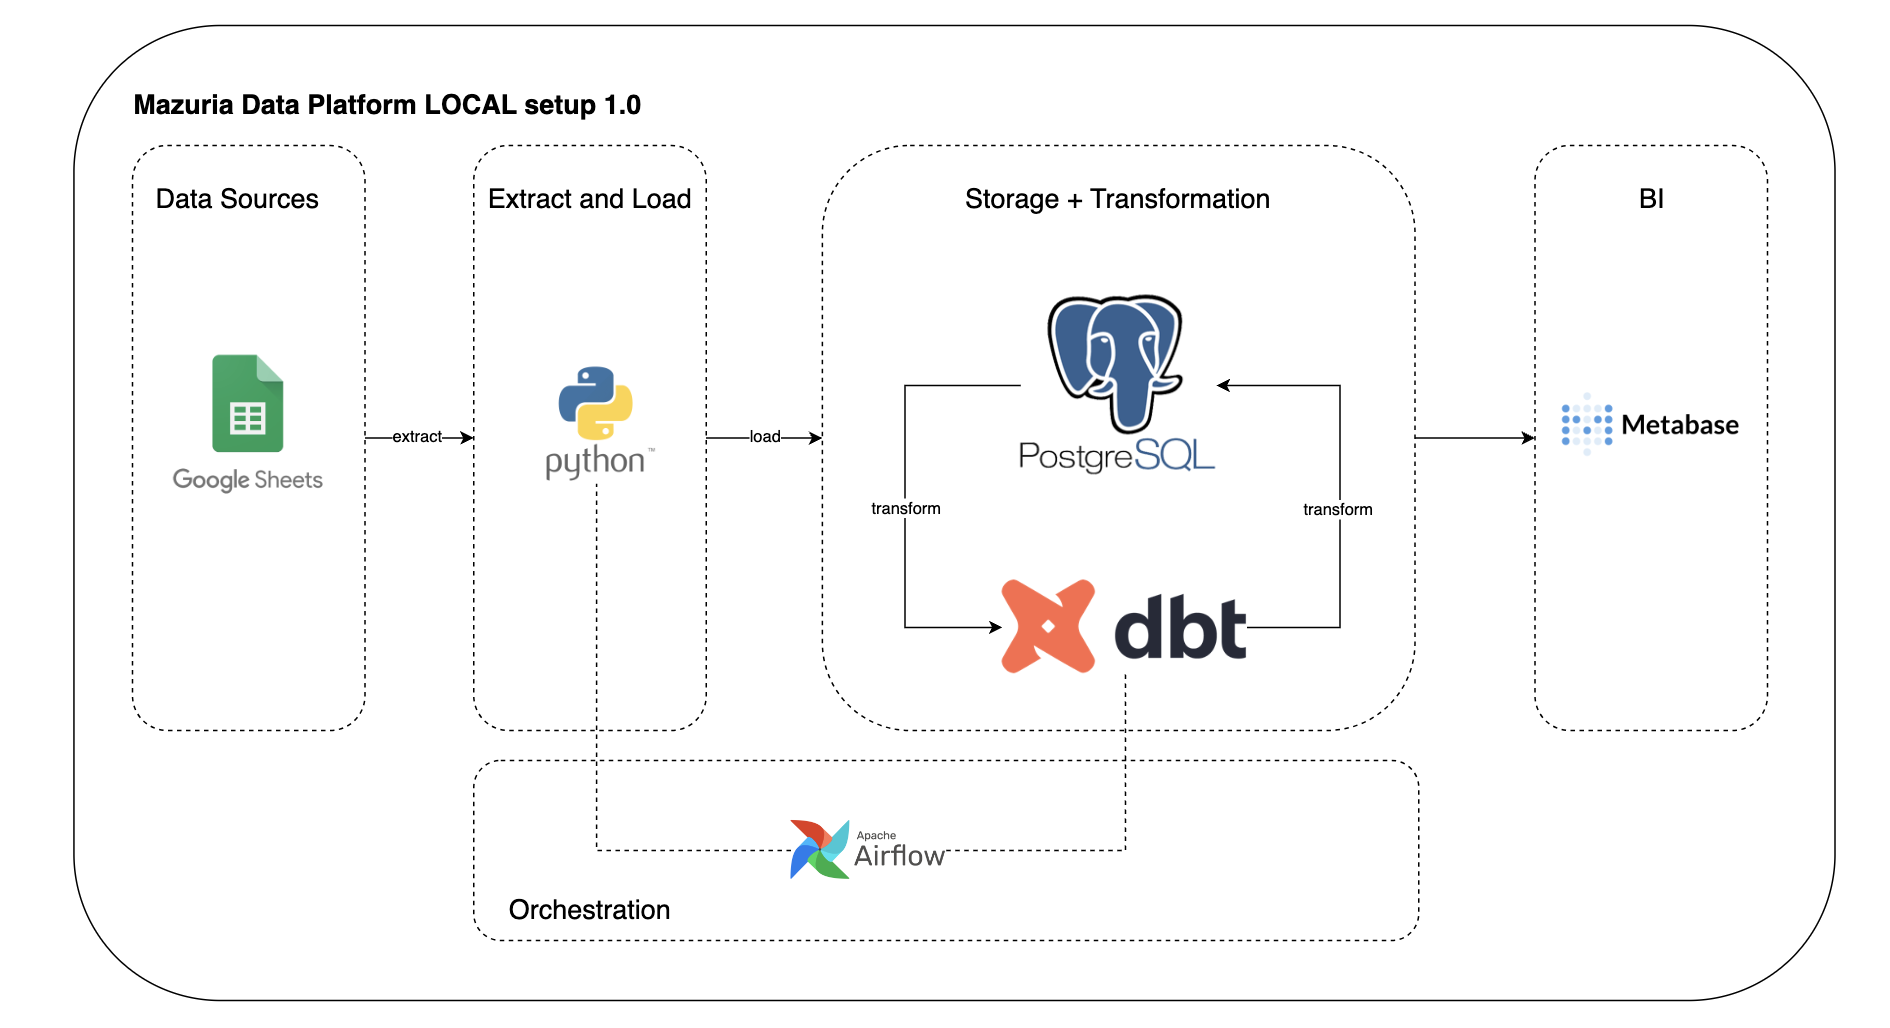 Mazuria Data Platform LOCAL setup 1.0
Data Sources
Extract and Load
Storage + Transformation
BI
Google Sheets
extract
python™
load
PostgreSQL
transform
transform
dbt
Metabase
Apache
Airflow
Orchestration